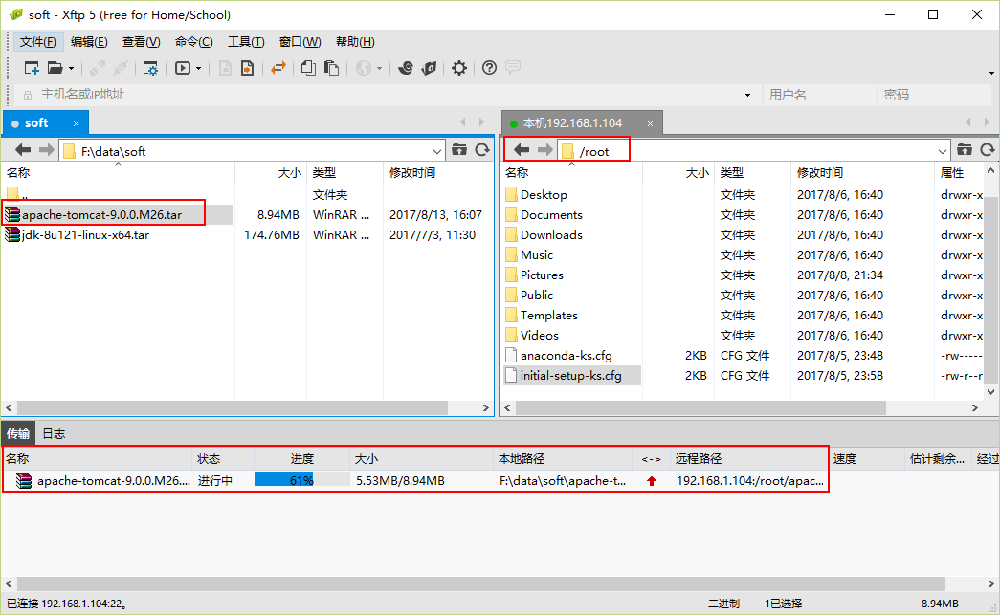 soft - Xftp 5 (Free for Home/School)
文件(F) 编辑(E) 查看(V) 命令(C) 工具(T) 窗口(W) 帮助(H)
主机名或IP地址 用户名 密码
soft × 本机192.168.1.104 ×
F:\data\soft /root
名称 大小 类型 修改时间
..  文件夹
apache-tomcat-9.0.0.M26.tar 8.94MB WinRAR ... 2017/8/13, 16:07
jdk-8u121-linux-x64.tar 174.76MB WinRAR ... 2017/7/3, 11:30
名称 大小 类型 修改时间 属性
Desktop 文件夹 2017/8/6, 16:40 drwxr-x
Documents 文件夹 2017/8/6, 16:40 drwxr-x
Downloads 文件夹 2017/8/6, 16:40 drwxr-x
Music 文件夹 2017/8/6, 16:40 drwxr-x
Pictures 文件夹 2017/8/8, 21:34 drwxr-x
Public 文件夹 2017/8/6, 16:40 drwxr-x
Templates 文件夹 2017/8/6, 16:40 drwxr-x
Videos 文件夹 2017/8/6, 16:40 drwxr-x
anaconda-ks.cfg 2KB CFG 文件 2017/8/5, 23:48 -rw-----
initial-setup-ks.cfg 2KB CFG 文件 2017/8/5, 23:58 -rw-r--r
传输 日志
名称 状态 进度 大小 本地路径 <-> 远程路径 速度 估计剩余... 经过
apache-tomcat-9.0.0.M26.... 进行中 61% 5.53MB/8.94MB F:\data\soft\apache-t... 192.168.1.104:/root/apac...
已连接 192.168.1.104:22。 二进制 1已选择 8.94MB